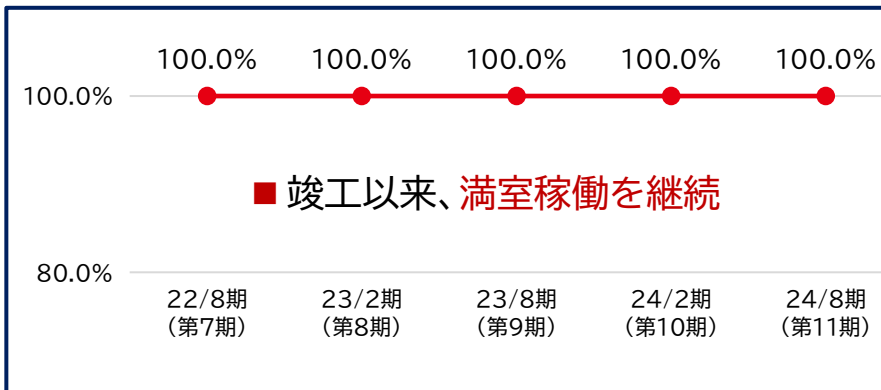 100.0% 100.0% 100.0% 100.0% 100.0%
100.0%
■ 竣工以来、満室稼働を継続
80.0%
22/8期 23/2期 23/8期 24/2期 24/8期
(第7期) (第8期) (第9期) (第10期) (第11期)